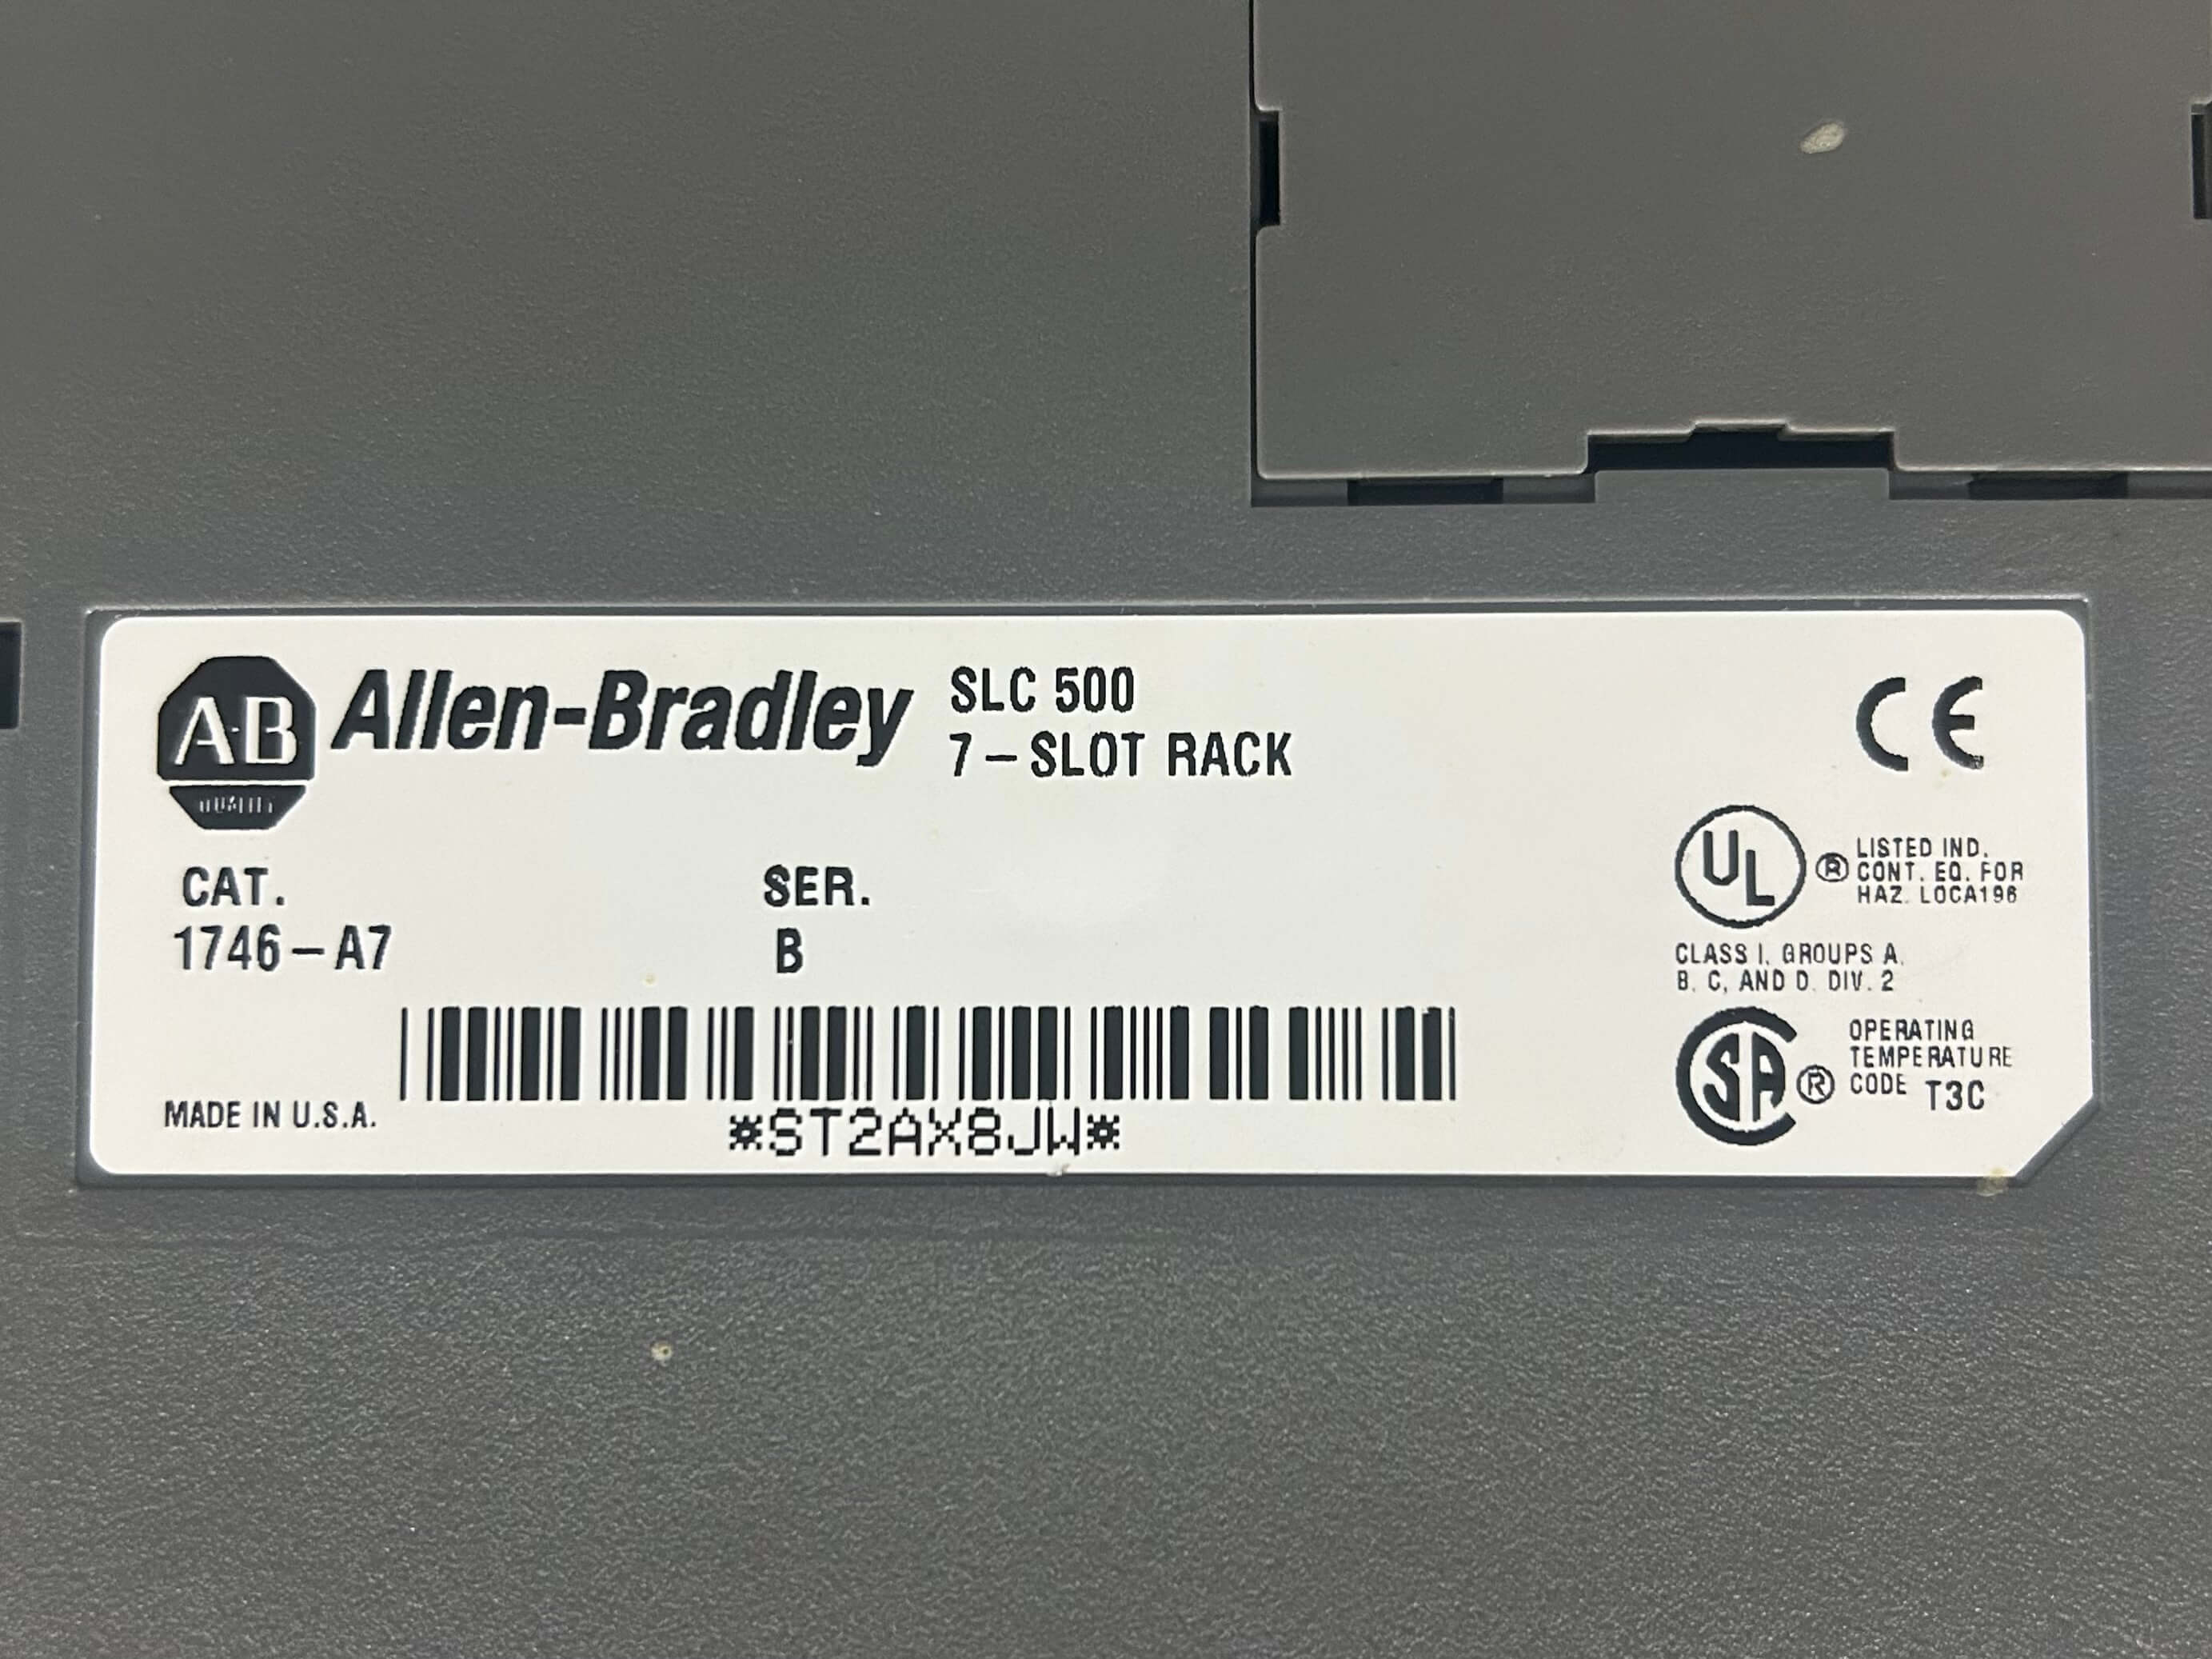 A-B
QUALITY
Allen-Bradley
SLC 500
7-SLOT RACK
CE
CAT.
1746-A7
SER.
B
UL
® LISTED IND.
CONT. EQ. FOR
HAZ. LOCA196
CLASS I, GROUPS A,
B, C, AND D, DIV. 2
SA ®
OPERATING
TEMPERATURE
CODE T3C
MADE IN U.S.A.
*ST2AX8JW*